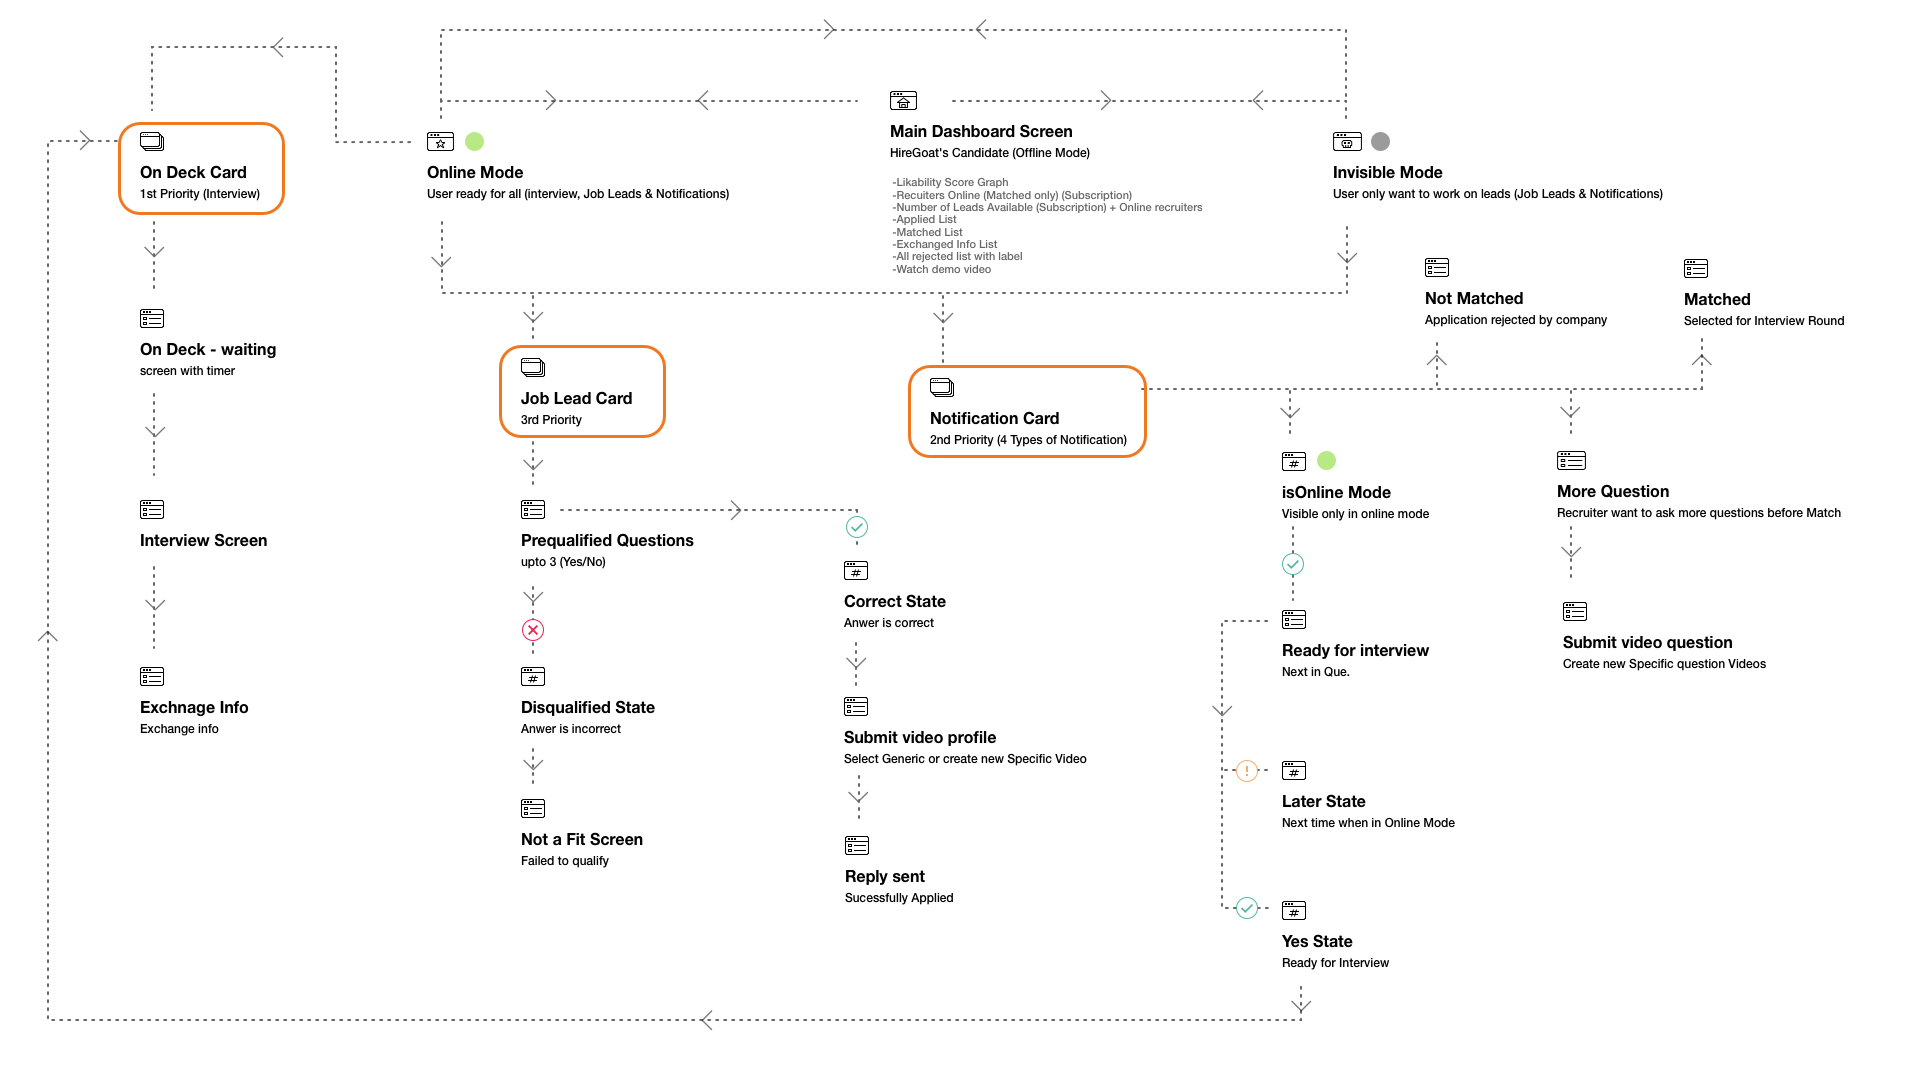 On Deck Card
1st Priority (Interview)
On Deck - waiting
screen with timer
Interview Screen
Exchnage Info
Exchange info
Online Mode
User ready for all (interview, Job Leads & Notifications)
Main Dashboard Screen
HireGoat's Candidate (Offline Mode)
-Likability Score Graph
-Recuiters Online (Matched only) (Subscription)
-Number of Leads Available (Subscription) + Online recruiters
-Applied List
-Matched List
-Exchanged Info List
-All rejected list with label
-Watch demo video
Invisible Mode
User only want to work on leads (Job Leads & Notifications)
Job Lead Card
3rd Priority
Prequalified Questions
upto 3 (Yes/No)
Disqualified State
Anwer is incorrect
Not a Fit Screen
Failed to qualify
Correct State
Anwer is correct
Submit video profile
Select Generic or create new Specific Video
Reply sent
Sucessfully Applied
Notification Card
2nd Priority (4 Types of Notification)
Not Matched
Application rejected by company
Matched
Selected for Interview Round
isOnline Mode
Visible only in online mode
Ready for interview
Next in Que.
Later State
Next time when in Online Mode
Yes State
Ready for Interview
More Question
Recruiter want to ask more questions before Match
Submit video question
Create new Specific question Videos